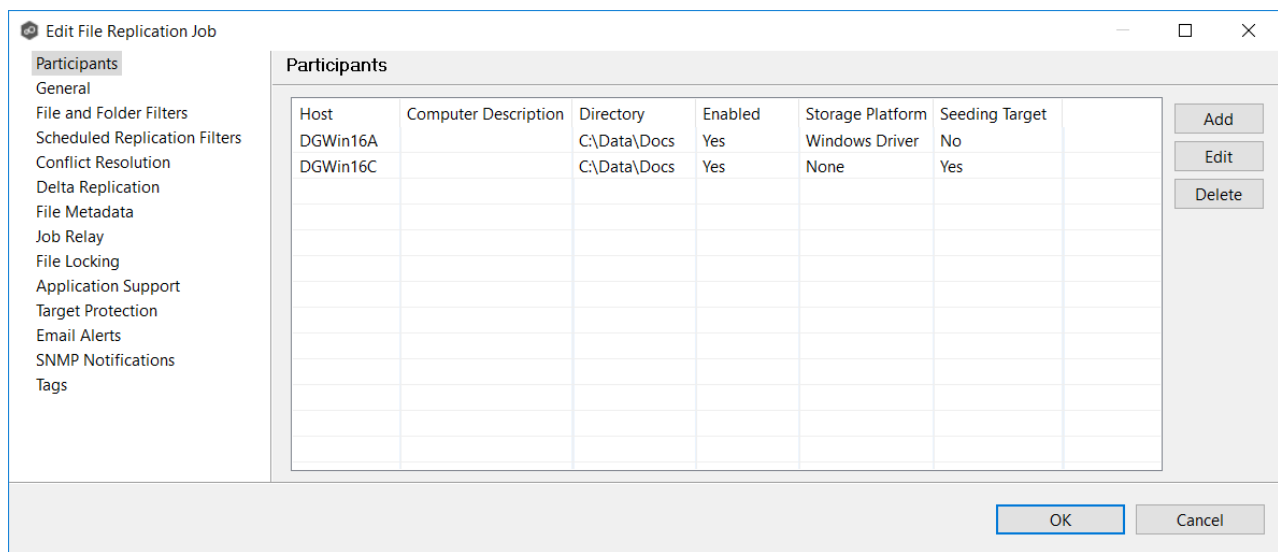 Edit File Replication Job
Participants
General
File and Folder Filters
Scheduled Replication Filters
Conflict Resolution
Delta Replication
File Metadata
Job Relay
File Locking
Application Support
Target Protection
Email Alerts
SNMP Notifications
Tags
Participants
Host Computer Description Directory Enabled Storage Platform Seeding Target
DGWin16A C:\Data\Docs Yes Windows Driver No
DGWin16C C:\Data\Docs Yes None Yes
Add
Edit
Delete
OK Cancel